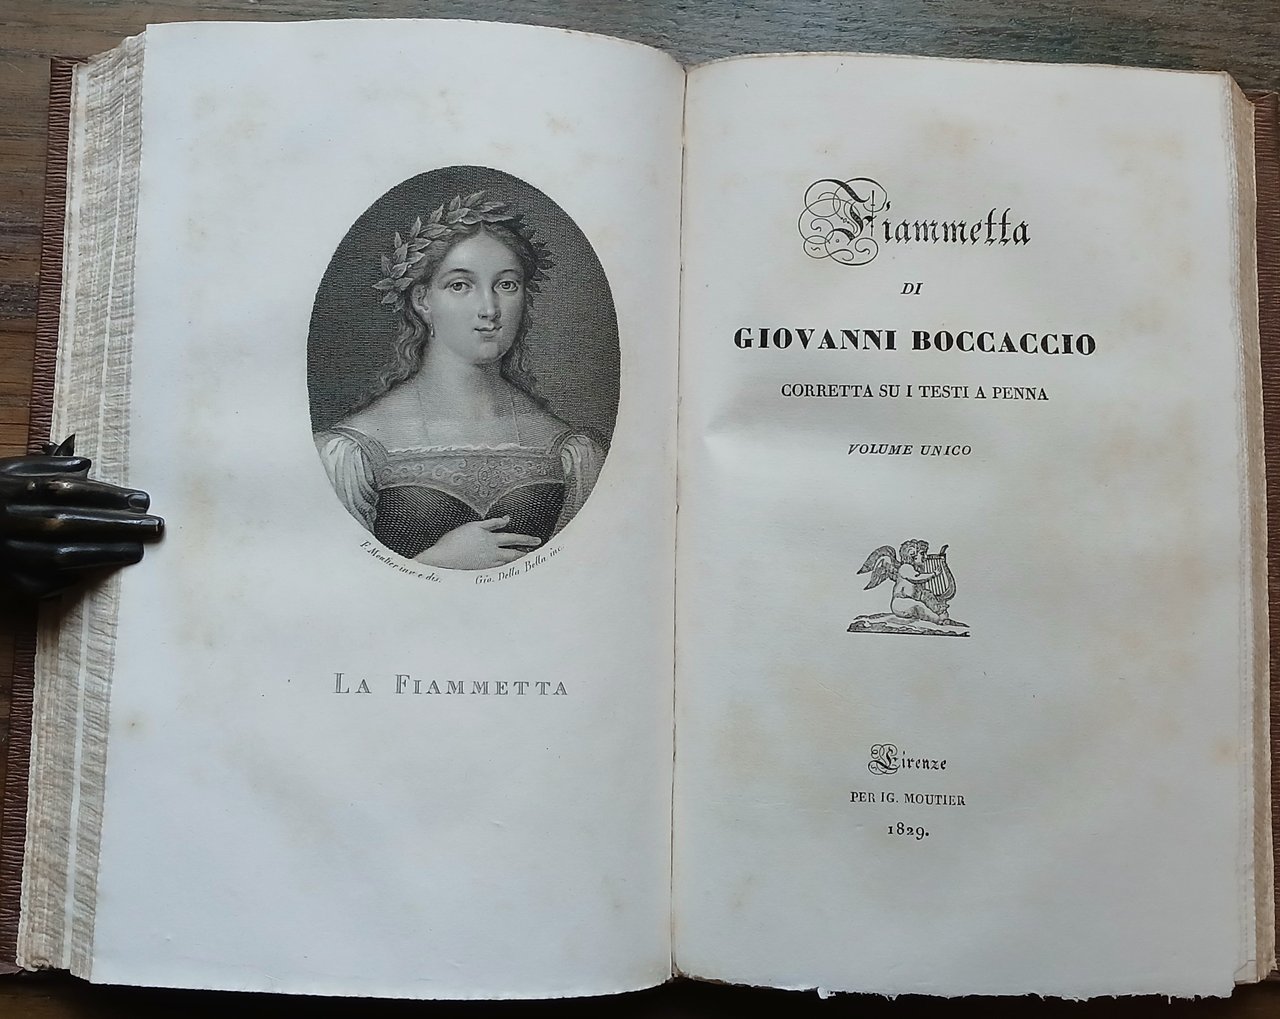 F. Moutier inv. e dis.
Gio. Della Bella inc.
LA FIAMMETTA
Fiammetta
DI
GIOVANNI BOCCACCIO
CORRETTA SU I TESTI A PENNA
VOLUME UNICO
Firenze
PER IG. MOUTIER
1829.